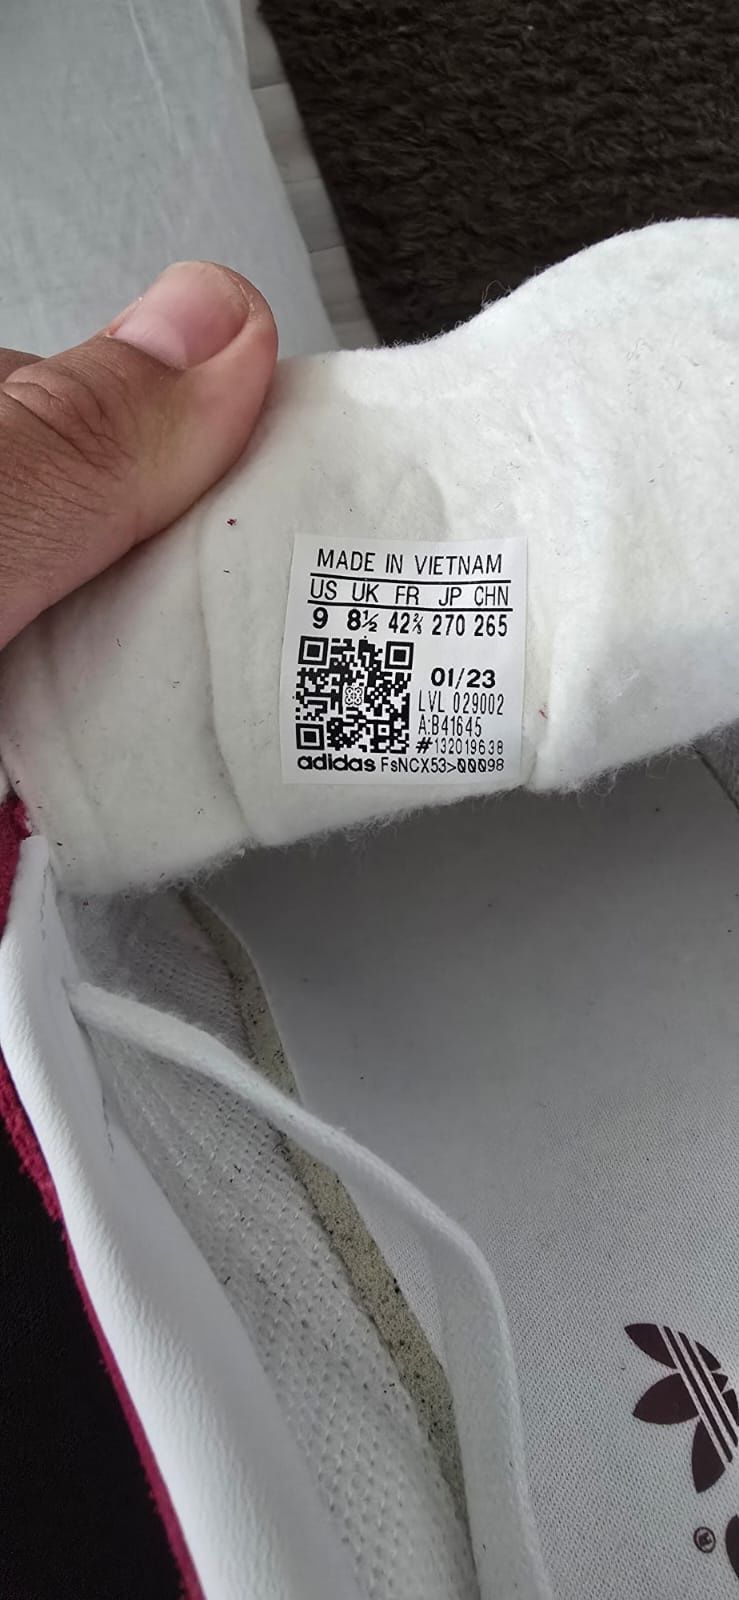 MADE IN VIETNAM
US UK FR JP CHN
9 8½ 42⅔ 270 265
01/23
LVL 029002
A:B41645
#132019638
adidas FsNCX53>00098
®